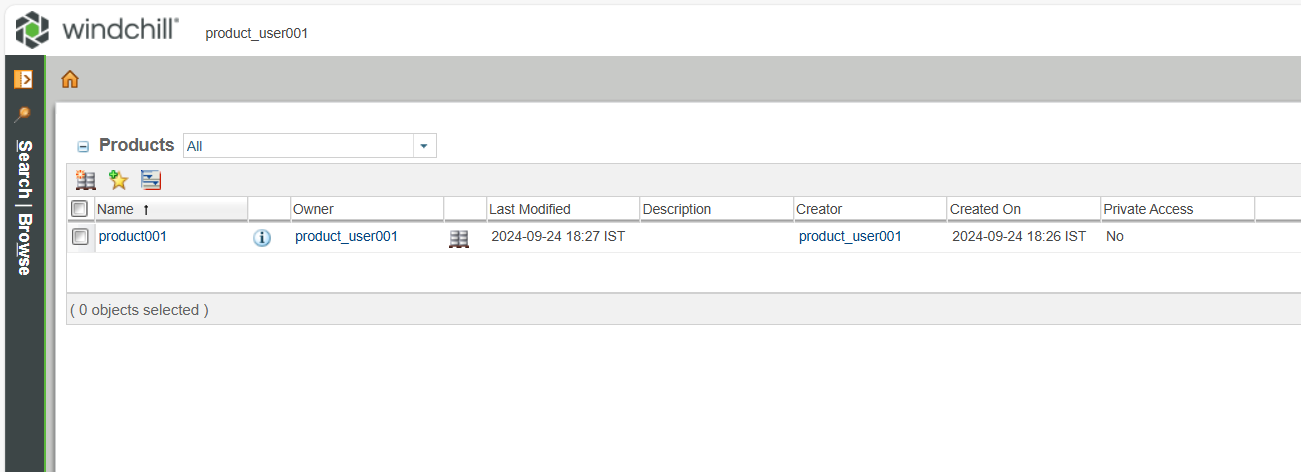 windchill® product_user001
Search | Browse
Products All
Name ↑ Owner Last Modified Description Creator Created On Private Access
product001 product_user001 2024-09-24 18:27 IST product_user001 2024-09-24 18:26 IST No
( 0 objects selected )